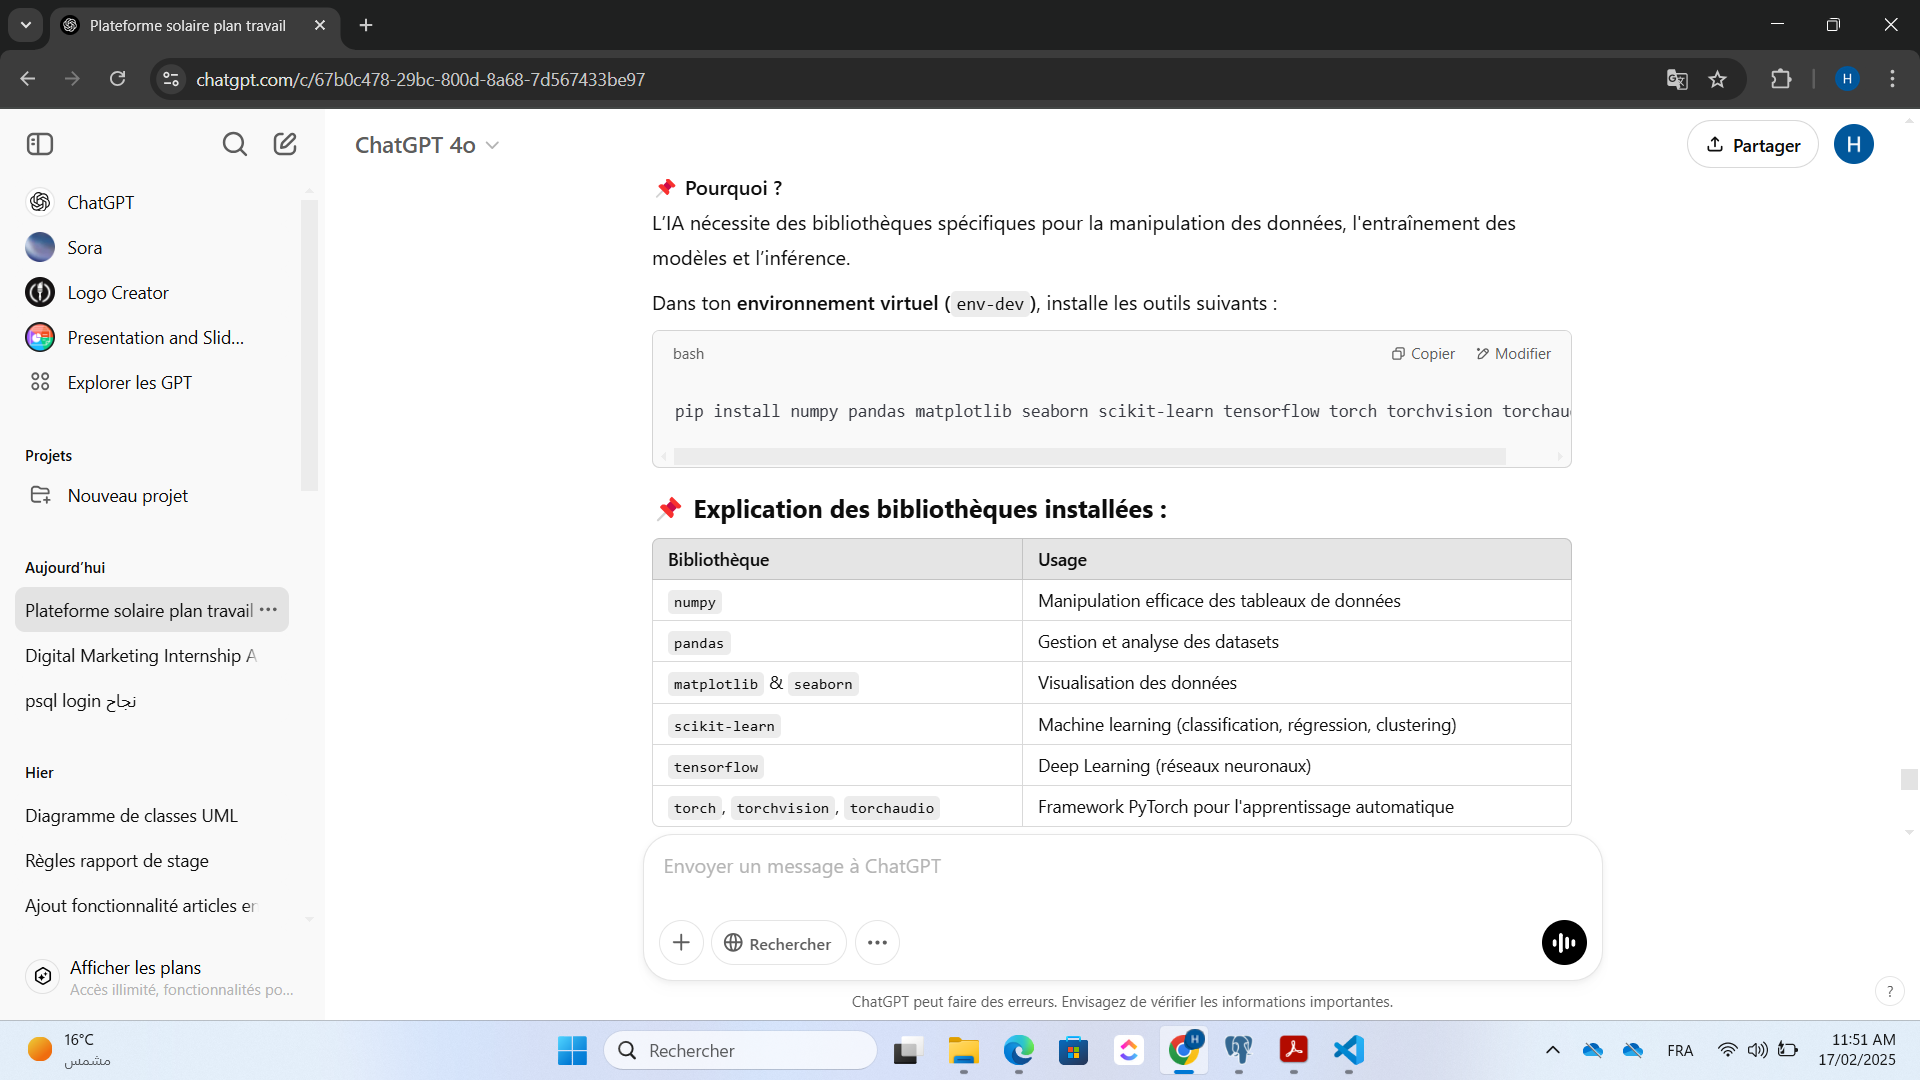 Plateforme solaire plan travail
chatgpt.com/c/67b0c478-29bc-800d-8a68-7d567433be97
H
ChatGPT 4o
Partager
H
ChatGPT
Sora
Logo Creator
Presentation and Slid...
Explorer les GPT
Projets
Nouveau projet
Aujourd’hui
Plateforme solaire plan travail
Digital Marketing Internship A
psql login نجاح
Hier
Diagramme de classes UML
Règles rapport de stage
Ajout fonctionnalité articles en
Afficher les plans
Accès illimité, fonctionnalités po...
📌 Pourquoi ?
L’IA nécessite des bibliothèques spécifiques pour la manipulation des données, l'entraînement des
modèles et l’inférence.
Dans ton environnement virtuel (env-dev), installe les outils suivants :
bash
Copier
Modifier
pip install numpy pandas matplotlib seaborn scikit-learn tensorflow torch torchvision torchau
📌 Explication des bibliothèques installées :
Bibliothèque Usage
numpy Manipulation efficace des tableaux de données
pandas Gestion et analyse des datasets
matplotlib & seaborn Visualisation des données
scikit-learn Machine learning (classification, régression, clustering)
tensorflow Deep Learning (réseaux neuronaux)
torch, torchvision, torchaudio Framework PyTorch pour l'apprentissage automatique
Envoyer un message à ChatGPT
Rechercher
ChatGPT peut faire des erreurs. Envisagez de vérifier les informations importantes.
?
16°C
مشمس
Rechercher
H
FRA
11:51 AM
17/02/2025